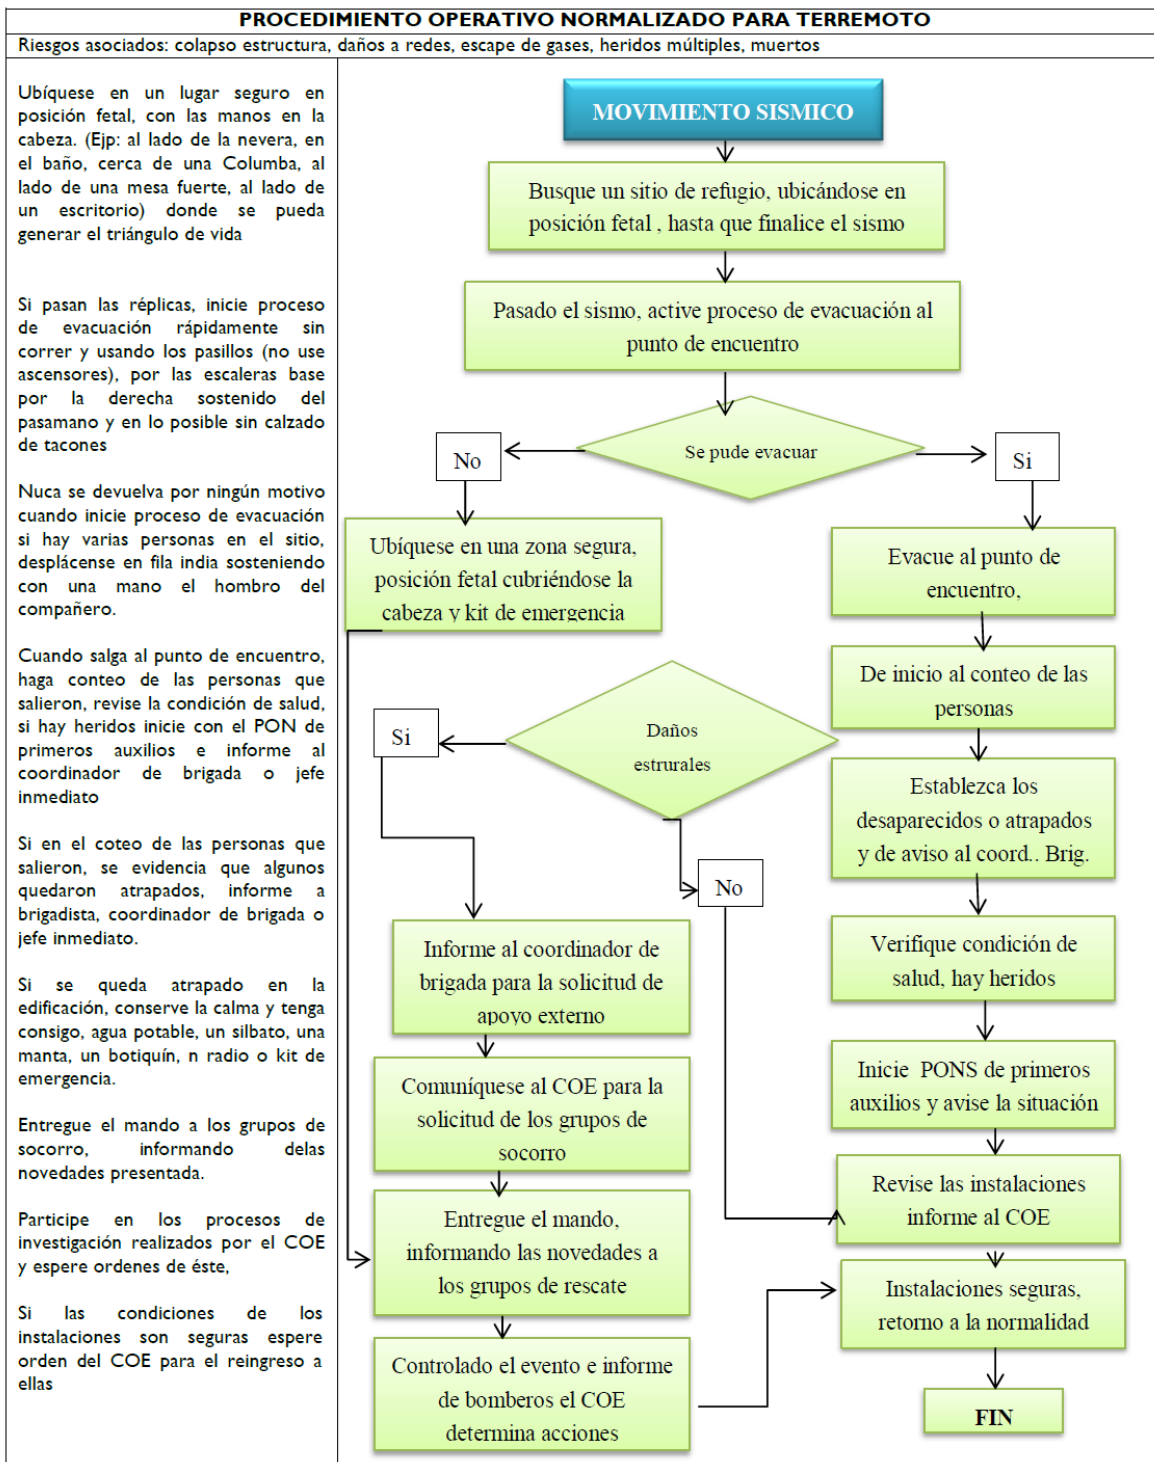 PROCEDIMIENTO OPERATIVO NORMALIZADO PARA TERREMOTO
Riesgos asociados: colapso estructura, daños a redes, escape de gases, heridos múltiples, muertos
Ubíquese en un lugar seguro en
posición fetal, con las manos en la
cabeza. (Ejp: al lado de la nevera, en
el baño, cerca de una Columba, al
lado de una mesa fuerte, al lado de
un escritorio) donde se pueda
generar el triángulo de vida
Si pasan las réplicas, inicie proceso
de evacuación rápidamente sin
correr y usando los pasillos (no use
ascensores), por las escaleras base
por la derecha sostenido del
pasamano y en lo posible sin calzado
de tacones
Nuca se devuelva por ningún motivo
cuando inicie proceso de evacuación
si hay varias personas en el sitio,
desplácense en fila india sosteniendo
con una mano el hombro del
compañero.
Cuando salga al punto de encuentro,
haga conteo de las personas que
salieron, revise la condición de salud,
si hay heridos inicie con el PON de
primeros auxilios e informe al
coordinador de brigada o jefe
inmediato
Si en el coteo de las personas que
salieron, se evidencia que algunos
quedaron atrapados, informe a
brigadista, coordinador de brigada o
jefe inmediato.
Si se queda atrapado en la
edificación, conserve la calma y tenga
consigo, agua potable, un silbato, una
manta, un botiquín, n radio o kit de
emergencia.
Entregue el mando a los grupos de
socorro, informando delas
novedades presentada.
Participe en los procesos de
investigación realizados por el COE
y espere ordenes de éste,
Si las condiciones de los
instalaciones son seguras espere
orden del COE para el reingreso a
ellas
MOVIMIENTO SISMICO
Busque un sitio de refugio, ubicándose en
posición fetal , hasta que finalice el sismo
Pasado el sismo, active proceso de evacuación al
punto de encuentro
Se pude evacuar
No
Si
Ubíquese en una zona segura,
posición fetal cubriéndose la
cabeza y kit de emergencia
Evacue al punto de
encuentro,
De inicio al conteo de las
personas
Daños
estrurales
Si
No
Establezca los
desaparecidos o atrapados
y de aviso al coord.. Brig.
Informe al coordinador de
brigada para la solicitud de
apoyo externo
Verifique condición de
salud, hay heridos
Comuníquese al COE para la
solicitud de los grupos de
socorro
Inicie PONS de primeros
auxilios y avise la situación
Entregue el mando,
informando las novedades a
los grupos de rescate
Revise las instalaciones
informe al COE
Controlado el evento e informe
de bomberos el COE
determina acciones
Instalaciones seguras,
retorno a la normalidad
FIN